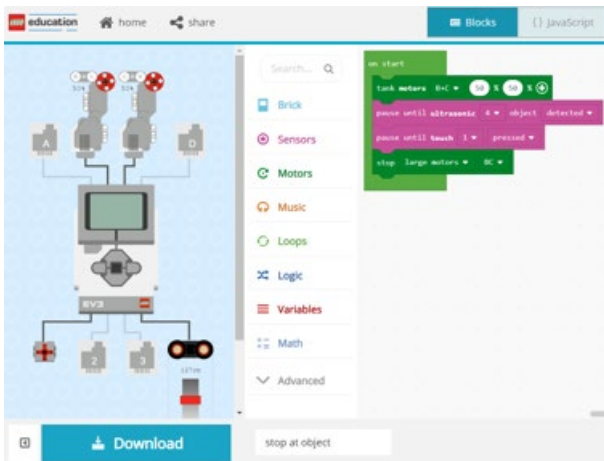 education home share Blocks {} JavaScript
50% 50%
A D
EV3
2 3
Search...
Brick
Sensors
Motors
Music
Loops
Logic
Variables
Math
Advanced
on start
tank motors B+C 50 % 50 %
pause until ultrasonic 4 object detected
pause until touch 1 pressed
stop large motors BC
Download stop at object